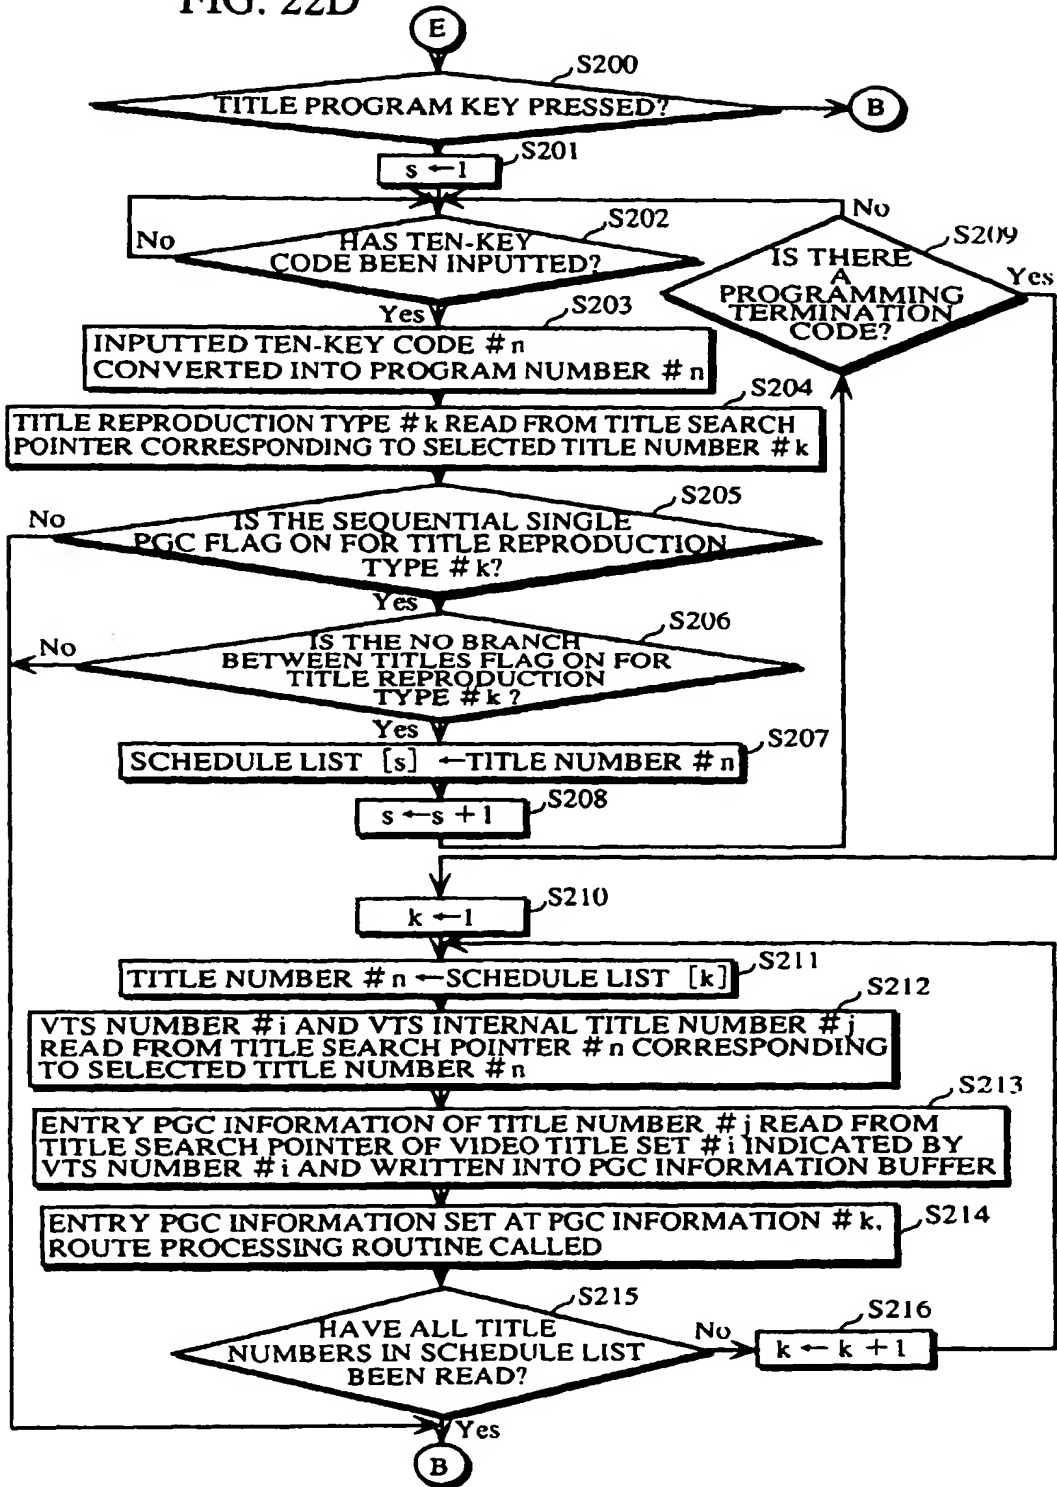 FIG. 22D
E
S200
TITLE PROGRAM KEY PRESSED?
B
S201
s ←1
No
S202
S209
No
HAS TEN-KEY
CODE BEEN INPUTTED?
IS THERE
A
PROGRAMMING
TERMINATION
CODE?
Yes
Yes
S203
INPUTTED TEN-KEY CODE #n
CONVERTED INTO PROGRAM NUMBER #n
S204
TITLE REPRODUCTION TYPE #k READ FROM TITLE SEARCH
POINTER CORRESPONDING TO SELECTED TITLE NUMBER #k
S205
No
IS THE SEQUENTIAL SINGLE
PGC FLAG ON FOR TITLE REPRODUCTION
TYPE #k?
Yes
S206
No
IS THE NO BRANCH
BETWEEN TITLES FLAG ON FOR
TITLE REPRODUCTION
TYPE #k?
Yes
S207
SCHEDULE LIST [s] ←TITLE NUMBER #n
S208
s ←s +1
S210
k ←1
S211
TITLE NUMBER #n ←SCHEDULE LIST [k]
S212
VTS NUMBER #i AND VTS INTERNAL TITLE NUMBER #j
READ FROM TITLE SEARCH POINTER #n CORRESPONDING
TO SELECTED TITLE NUMBER #n
S213
ENTRY PGC INFORMATION OF TITLE NUMBER #j READ FROM
TITLE SEARCH POINTER OF VIDEO TITLE SET #i INDICATED BY
VTS NUMBER #i AND WRITTEN INTO PGC INFORMATION BUFFER
S214
ENTRY PGC INFORMATION SET AT PGC INFORMATION #k.
ROUTE PROCESSING ROUTINE CALLED
S215
HAVE ALL TITLE
NUMBERS IN SCHEDULE LIST
BEEN READ?
No
S216
k ← k +1
Yes
B